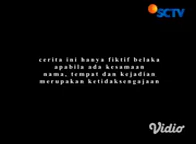 SCTV
cerita ini hanya fiktif belaka
apabila ada kesamaan
nama, tempat dan kejadian
merupakan ketidaksengajaan
Vidio